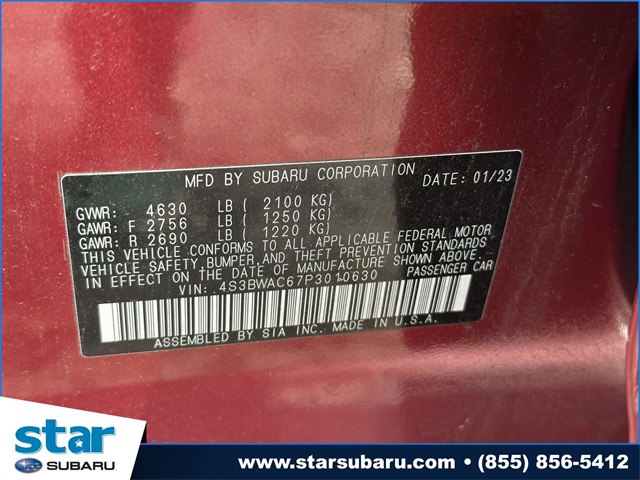 MFD BY SUBARU CORPORATION DATE: 01/23
GVWR: 4630 LB ( 2100 KG)
GAWR: F 2756 LB ( 1250 KG)
GAWR: R 2690 LB ( 1220 KG)
THIS VEHICLE CONFORMS TO ALL APPLICABLE FEDERAL MOTOR
VEHICLE SAFETY, BUMPER, AND THEFT PREVENTION STANDARDS
IN EFFECT ON THE DATE OF MANUFACTURE SHOWN ABOVE.
VIN: 4S3BWAC67P3010630 PASSENGER CAR
ASSEMBLED BY SIA INC. MADE IN U.S.A.
star
SUBARU
www.starsubaru.com - (855) 856-5412